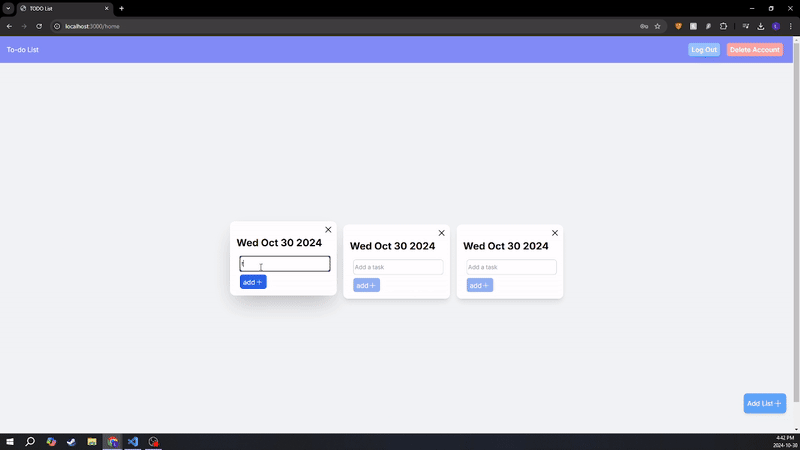 TODO List
localhost:3000/home
To-do List
Log Out
Delete Account
Wed Oct 30 2024
t
add +
Wed Oct 30 2024
Add a task
add +
Wed Oct 30 2024
Add a task
add +
Add List +
4:42 PM
2024-10-30